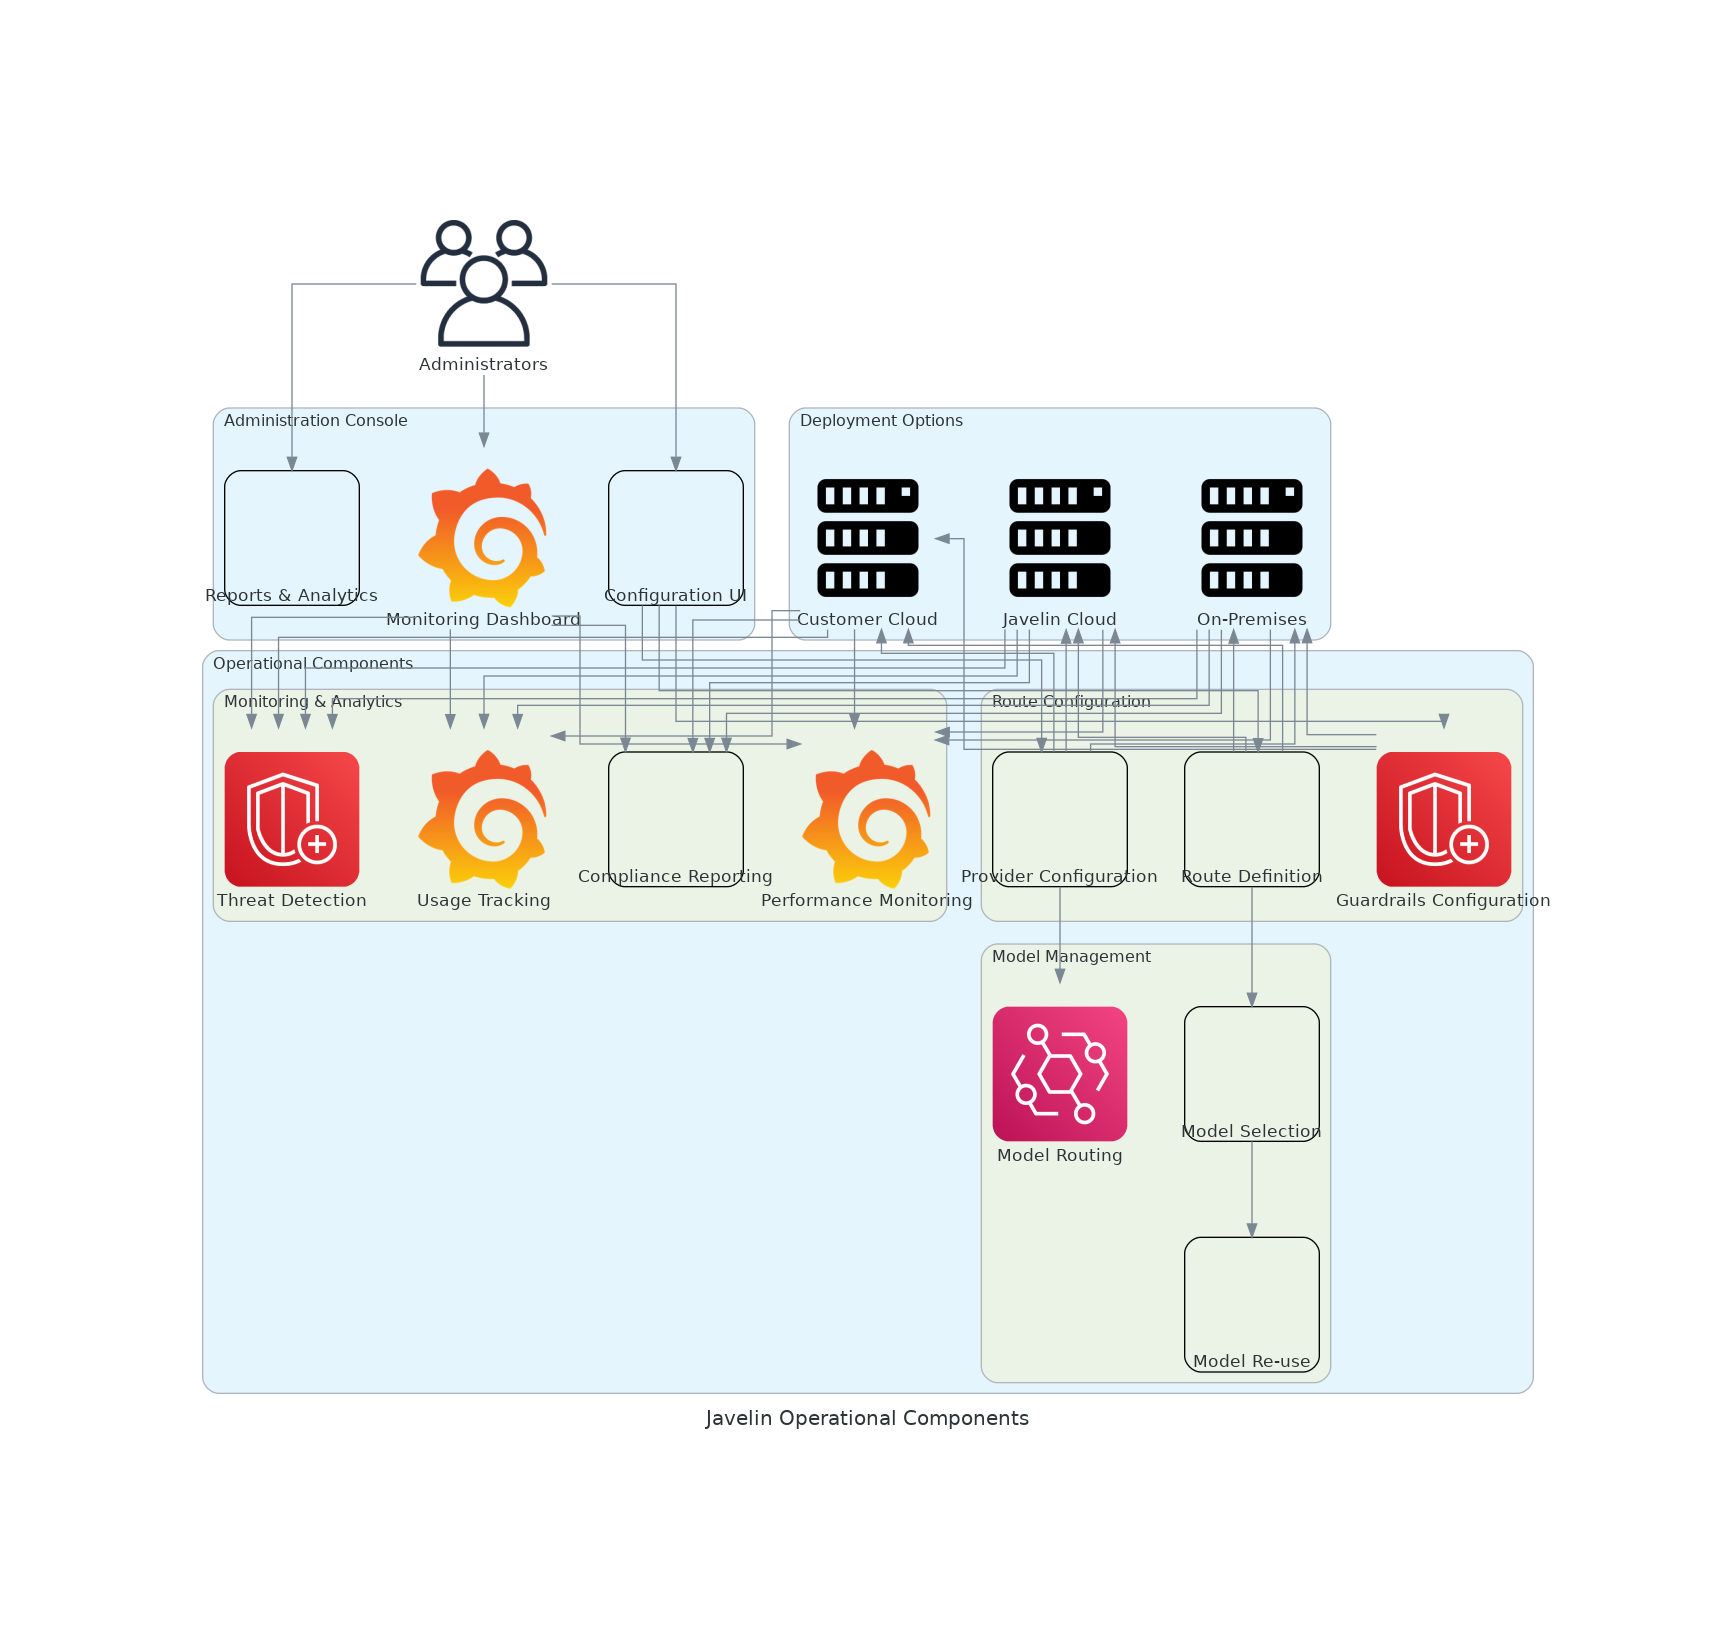 Administrators
Administration Console
Deployment Options
Reports & Analytics
Monitoring Dashboard
Configuration UI
Customer Cloud
Javelin Cloud
On-Premises
Operational Components
Monitoring & Analytics
Route Configuration
Threat Detection
Usage Tracking
Compliance Reporting
Performance Monitoring
Provider Configuration
Route Definition
Guardrails Configuration
Model Management
Model Routing
Model Selection
Model Re-use
Javelin Operational Components